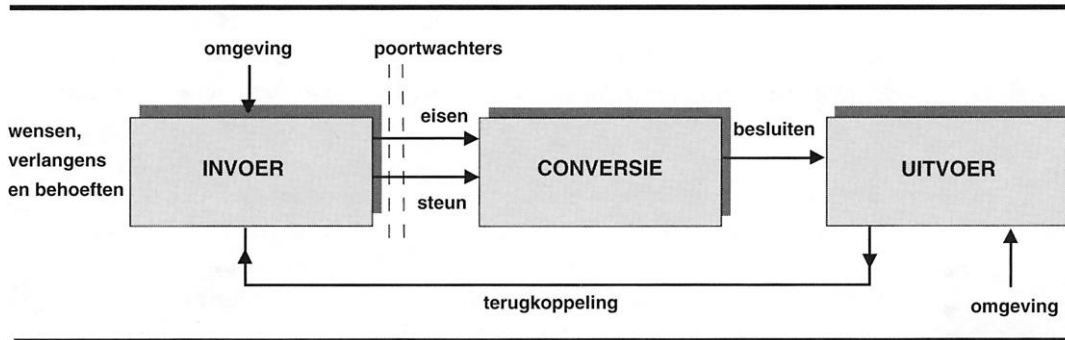 omgeving
poortwachters
wensen,
verlangens
en behoeften
INVOER
eisen
steun
CONVERSIE
besluiten
UITVOER
terugkoppeling
omgeving